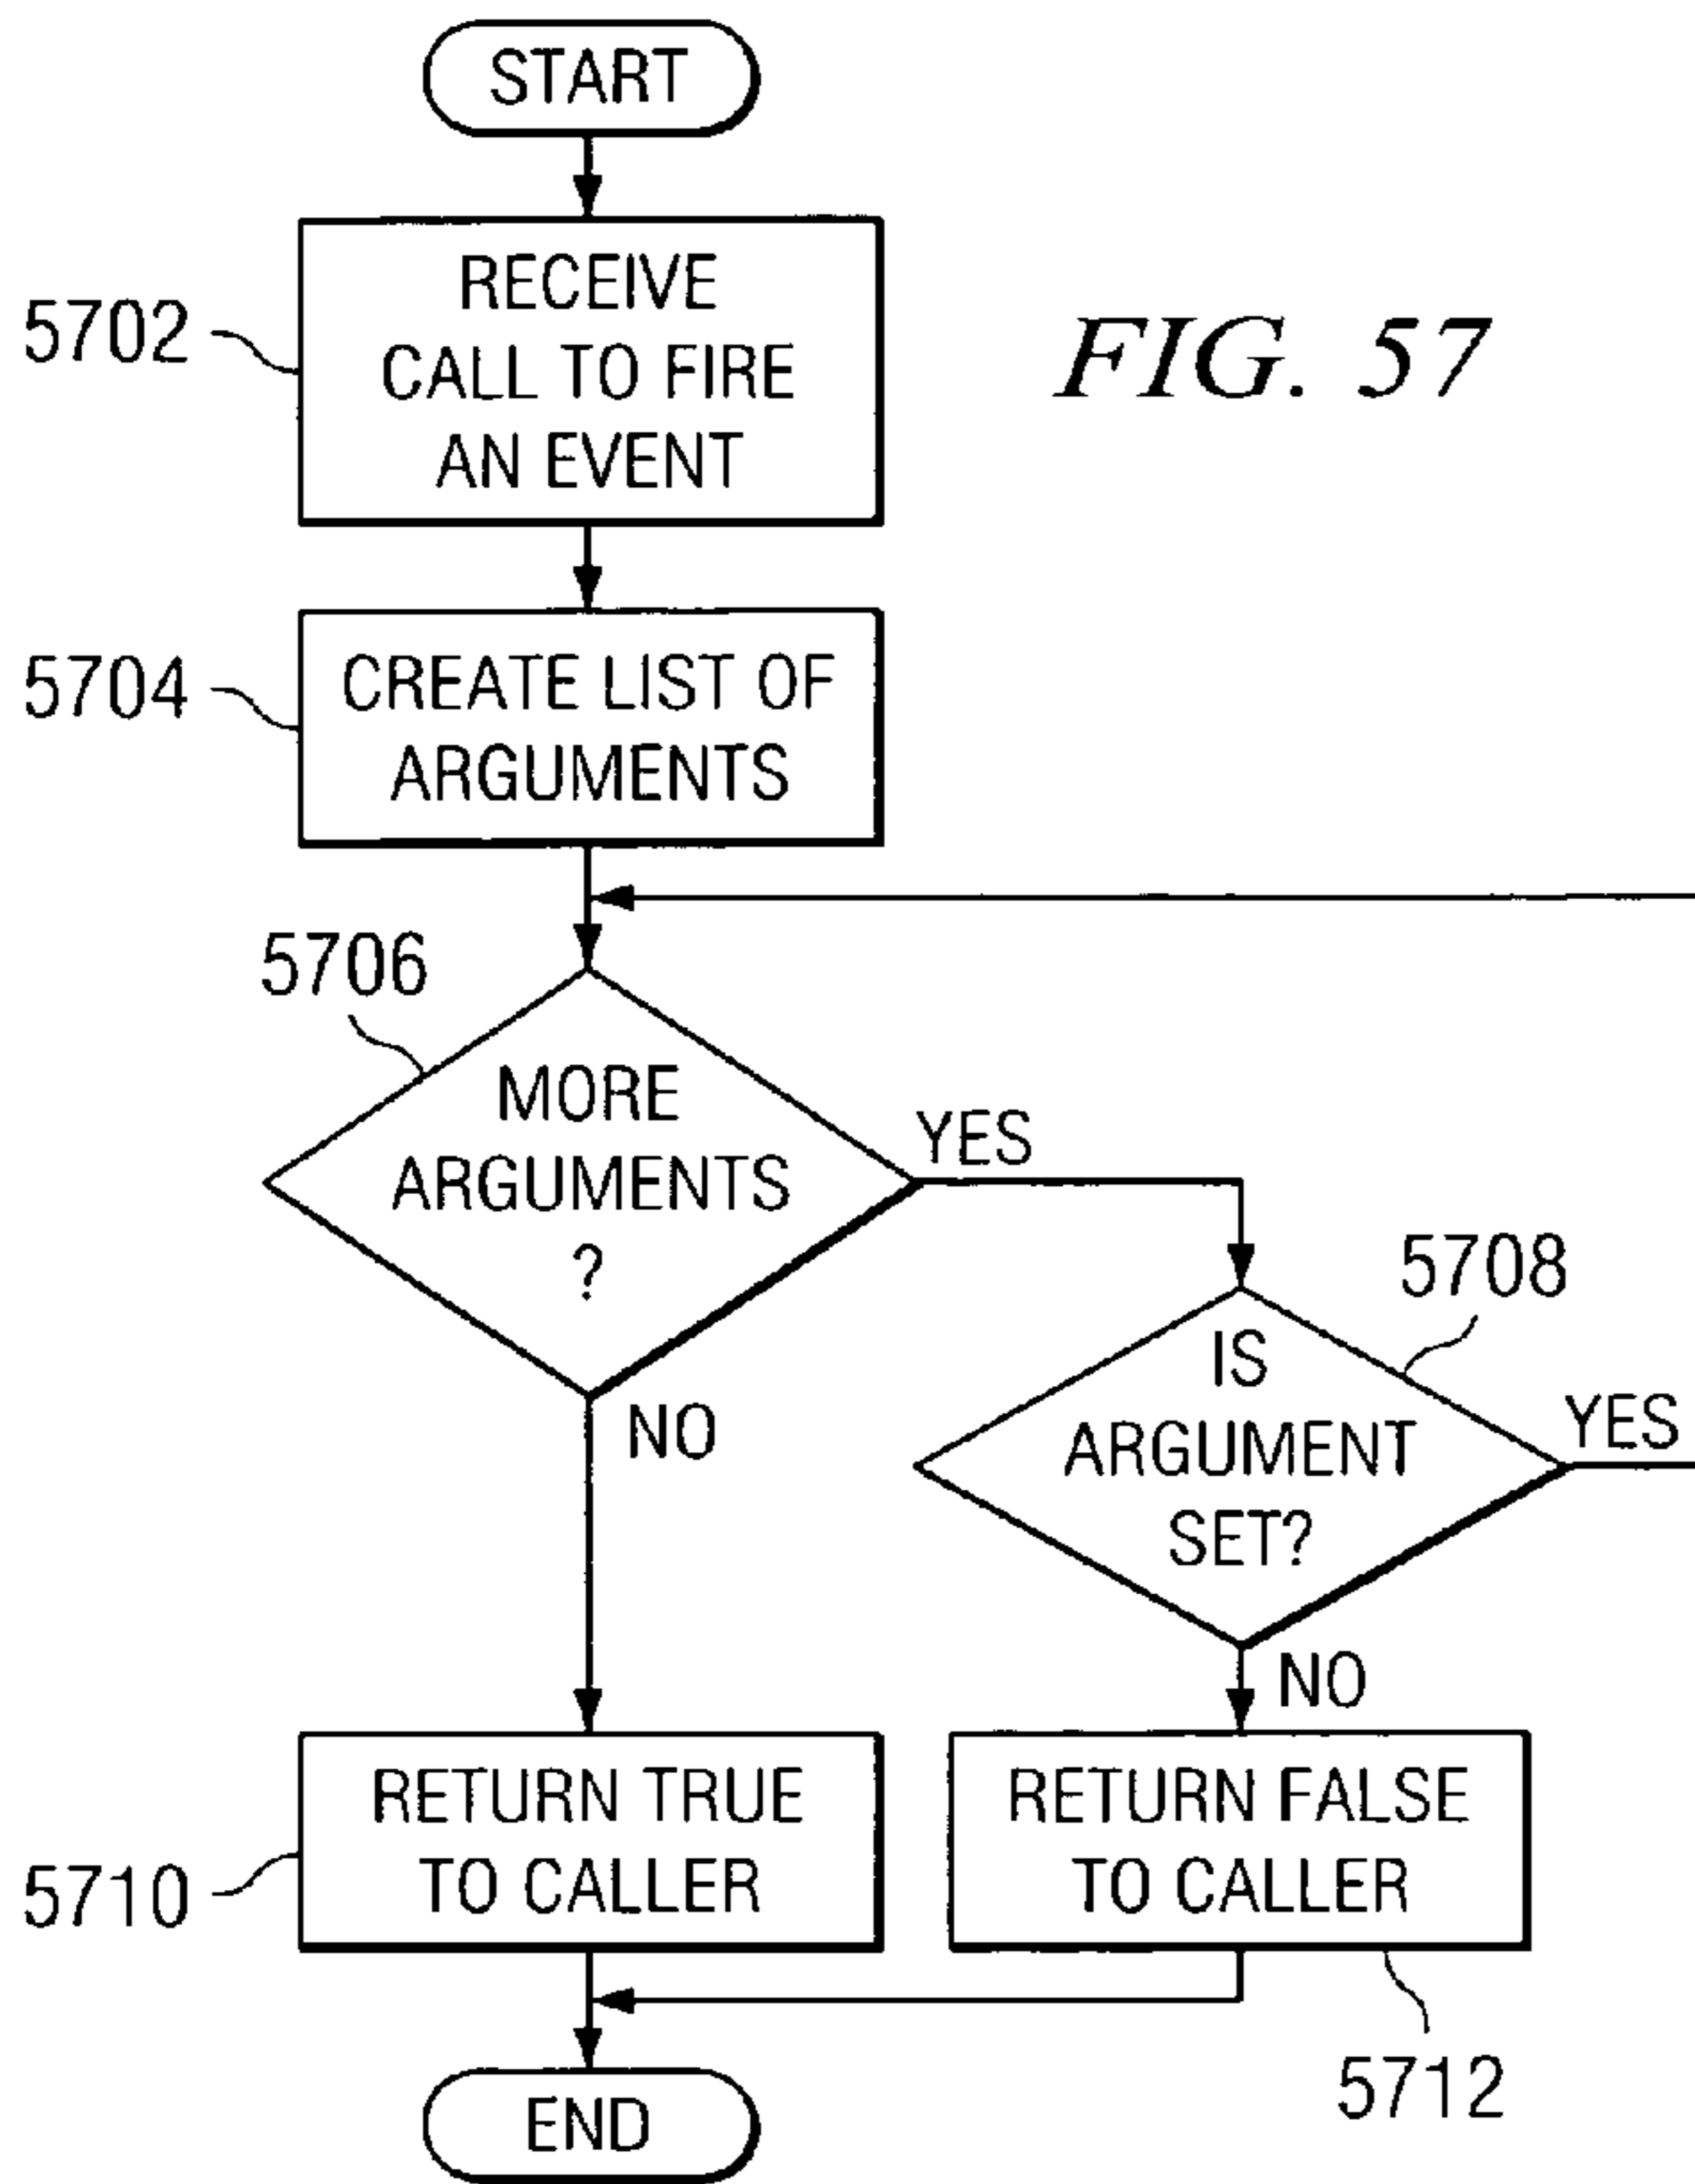 START
5702
RECEIVE
CALL TO FIRE
AN EVENT
FIG. 57
5704
CREATE LIST OF
ARGUMENTS
5706
MORE
ARGUMENTS
?
YES
NO
5708
IS
ARGUMENT
SET?
YES
NO
5710
RETURN TRUE
TO CALLER
RETURN FALSE
TO CALLER
5712
END